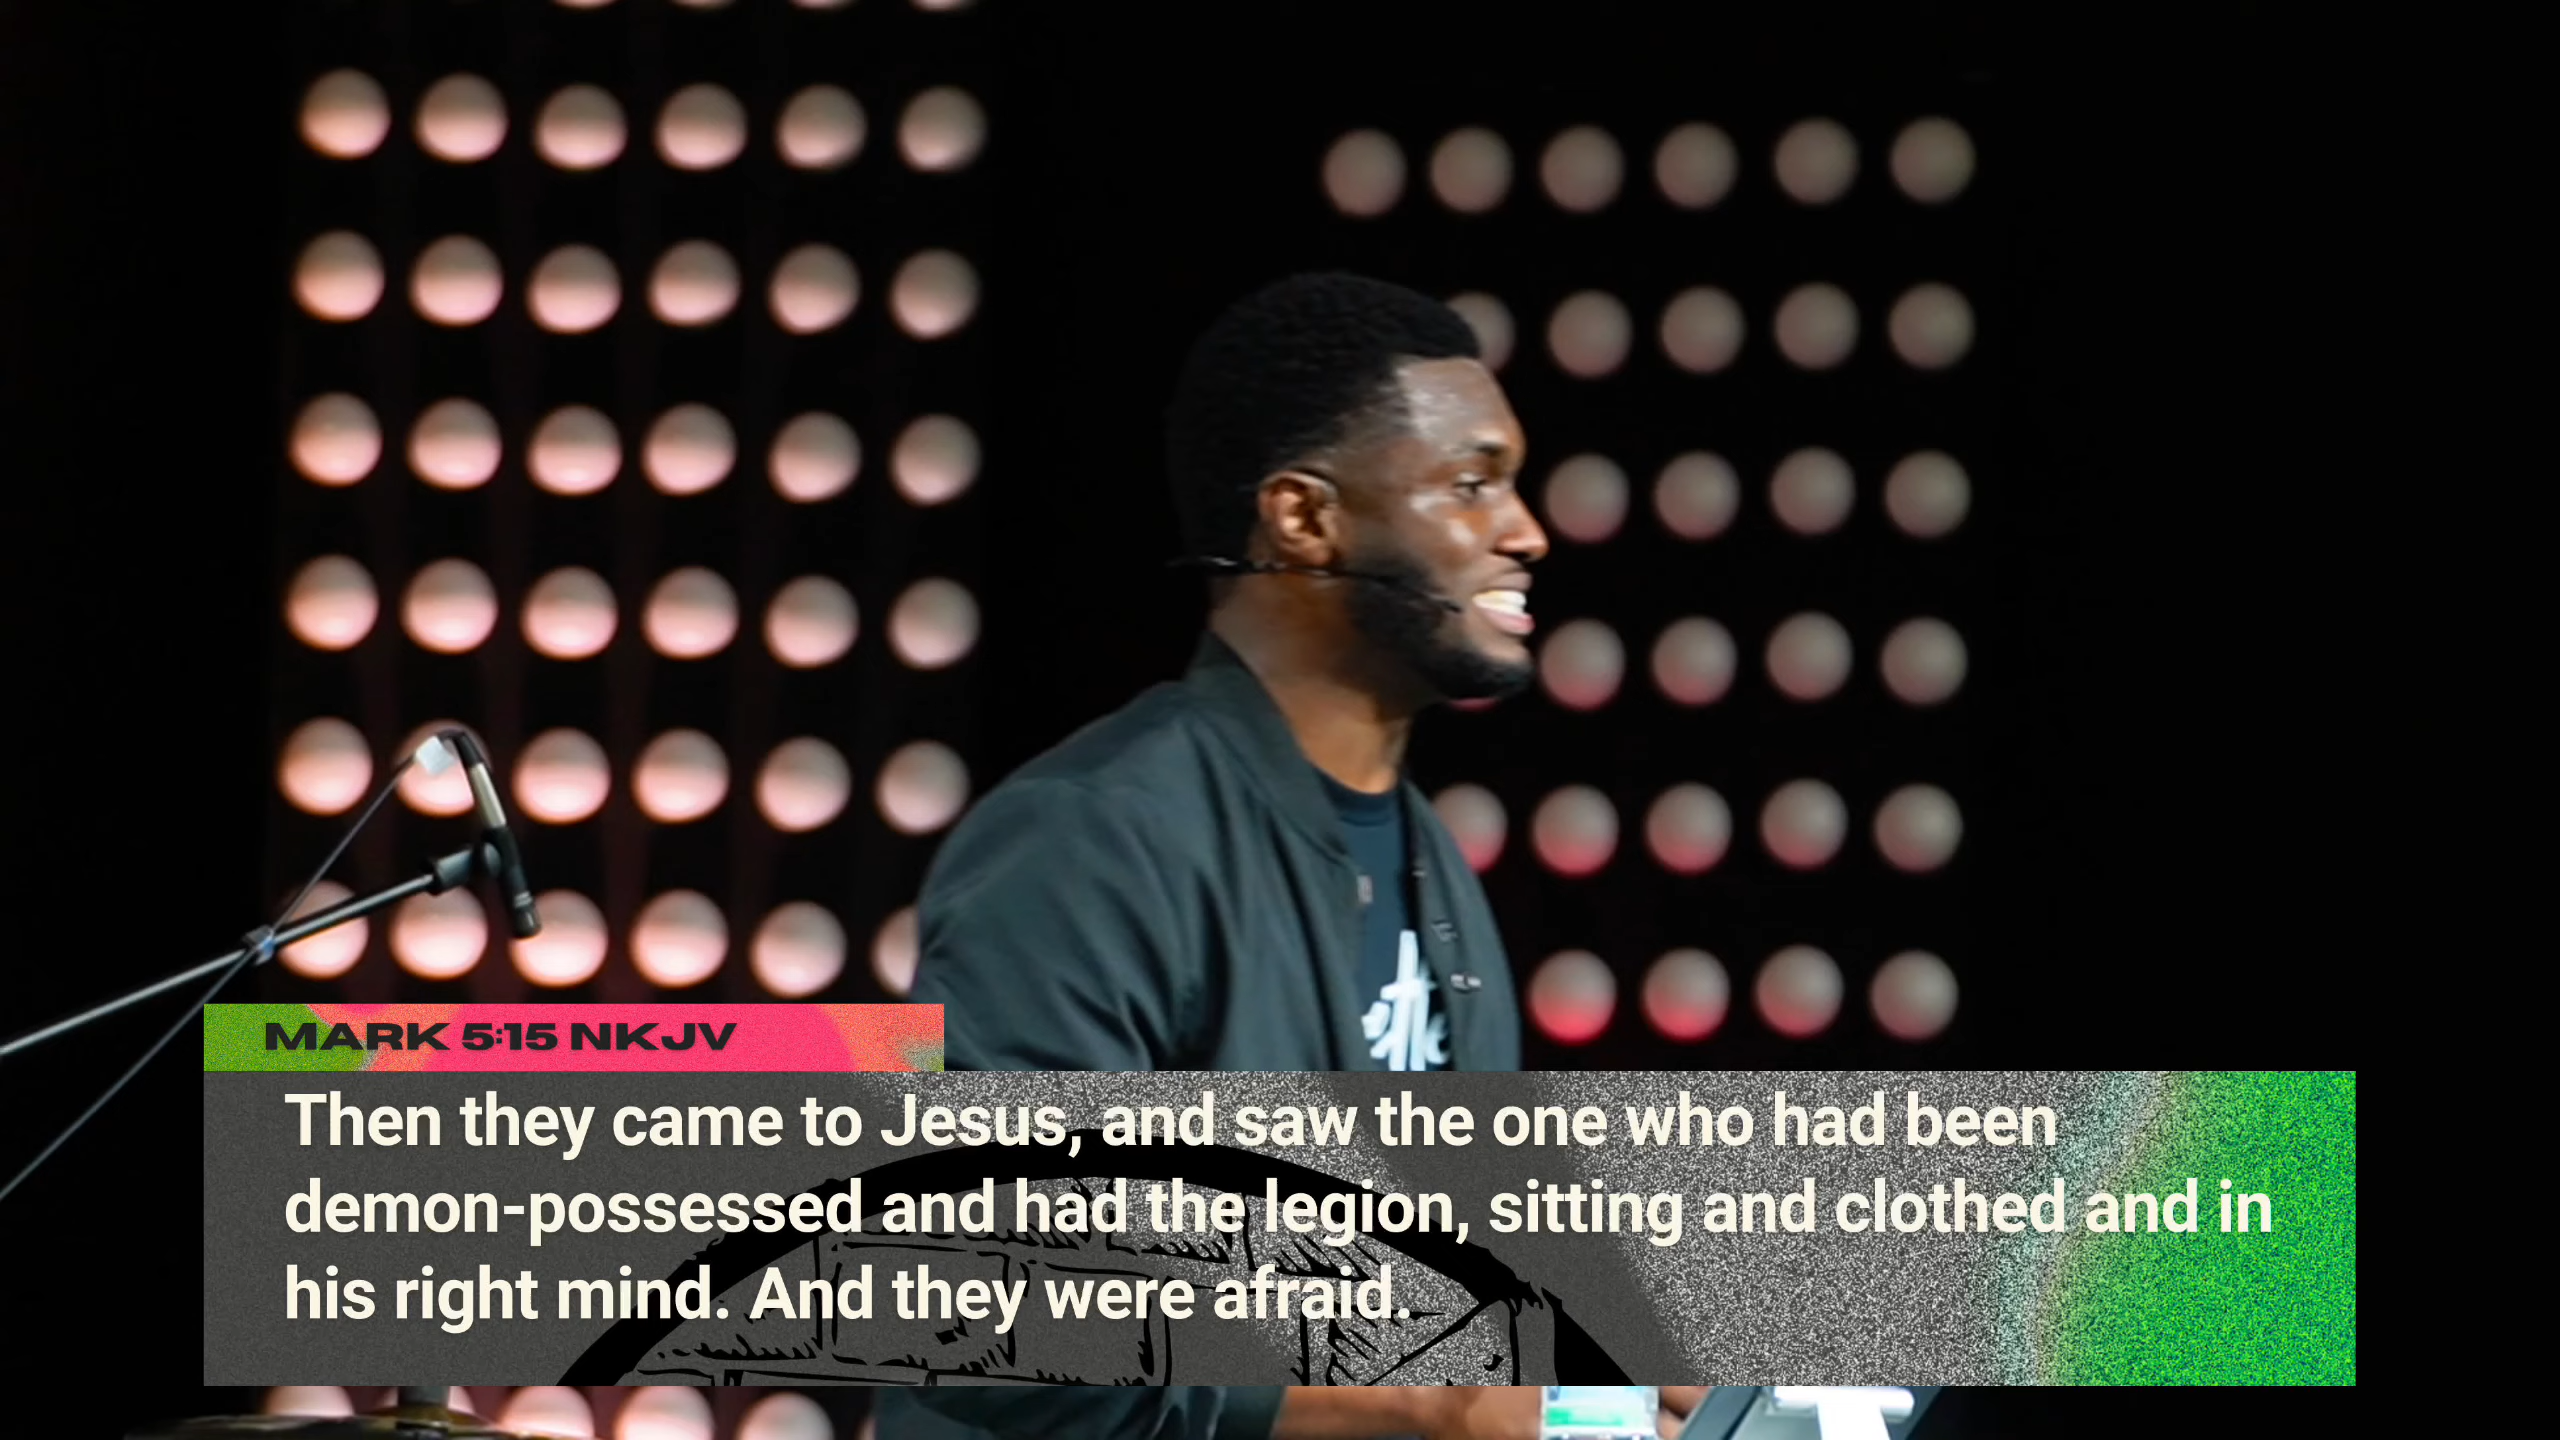 MARK 5:15 NKJV
Then they came to Jesus, and saw the one who had been
demon-possessed and had the legion, sitting and clothed and in
his right mind. And they were afraid.